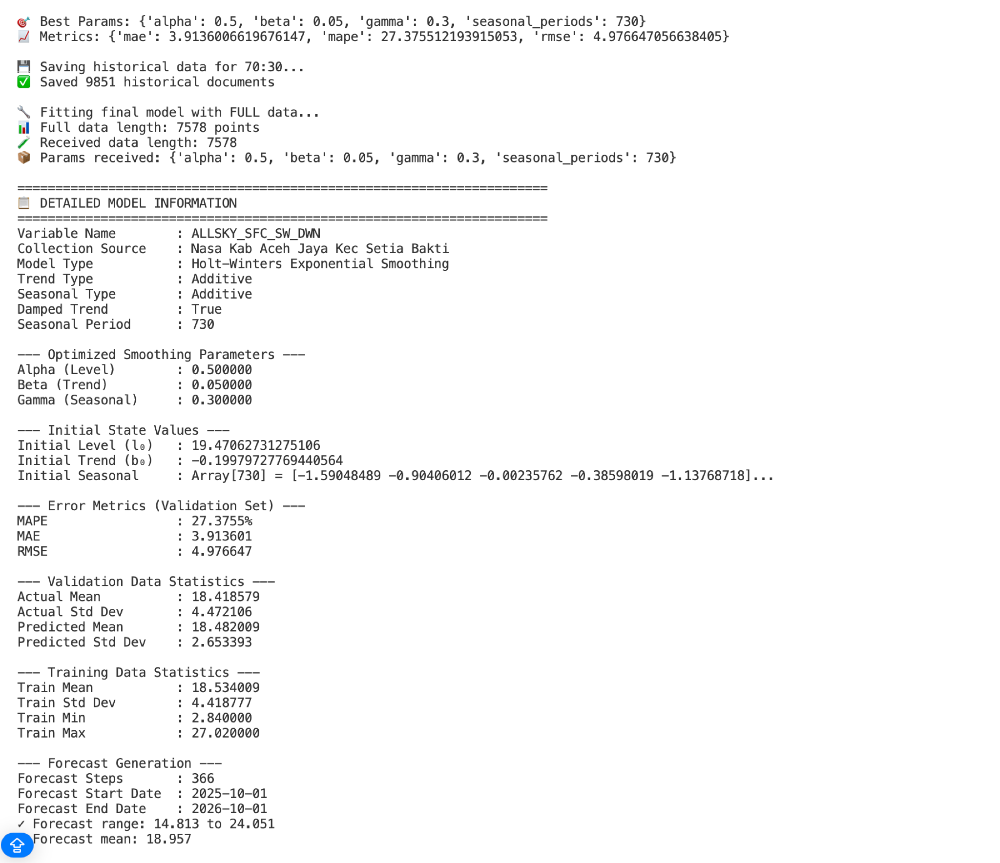 🎯 Best Params: {'alpha': 0.5, 'beta': 0.05, 'gamma': 0.3, 'seasonal_periods': 730}
📈 Metrics: {'mae': 3.9136006619676147, 'mape': 27.375512193915053, 'rmse': 4.976647056638405}
💾 Saving historical data for 70:30...
✅ Saved 9851 historical documents
🔧 Fitting final model with FULL data...
📊 Full data length: 7578 points
🧪 Received data length: 7578
📦 Params received: {'alpha': 0.5, 'beta': 0.05, 'gamma': 0.3, 'seasonal_periods': 730}
======================================================================
📋 DETAILED MODEL INFORMATION
======================================================================
Variable Name        : ALLSKY_SFC_SW_DWN
Collection Source    : Nasa Kab Aceh Jaya Kec Setia Bakti
Model Type           : Holt-Winters Exponential Smoothing
Trend Type           : Additive
Seasonal Type        : Additive
Damped Trend         : True
Seasonal Period      : 730
--- Optimized Smoothing Parameters ---
Alpha (Level)        : 0.500000
Beta (Trend)         : 0.050000
Gamma (Seasonal)     : 0.300000
--- Initial State Values ---
Initial Level (l₀)   : 19.47062731275106
Initial Trend (b₀)   : -0.19979727769440564
Initial Seasonal     : Array[730] = [-1.59048489 -0.90406012 -0.00235762 -0.38598019 -1.13768718]...
--- Error Metrics (Validation Set) ---
MAPE                 : 27.3755%
MAE                  : 3.913601
RMSE                 : 4.976647
--- Validation Data Statistics ---
Actual Mean          : 18.418579
Actual Std Dev       : 4.472106
Predicted Mean       : 18.482009
Predicted Std Dev    : 2.653393
--- Training Data Statistics ---
Train Mean           : 18.534009
Train Std Dev        : 4.418777
Train Min            : 2.840000
Train Max            : 27.020000
--- Forecast Generation ---
Forecast Steps       : 366
Forecast Start Date  : 2025-10-01
Forecast End Date    : 2026-10-01
✓ Forecast range: 14.813 to 24.051
Forecast mean: 18.957